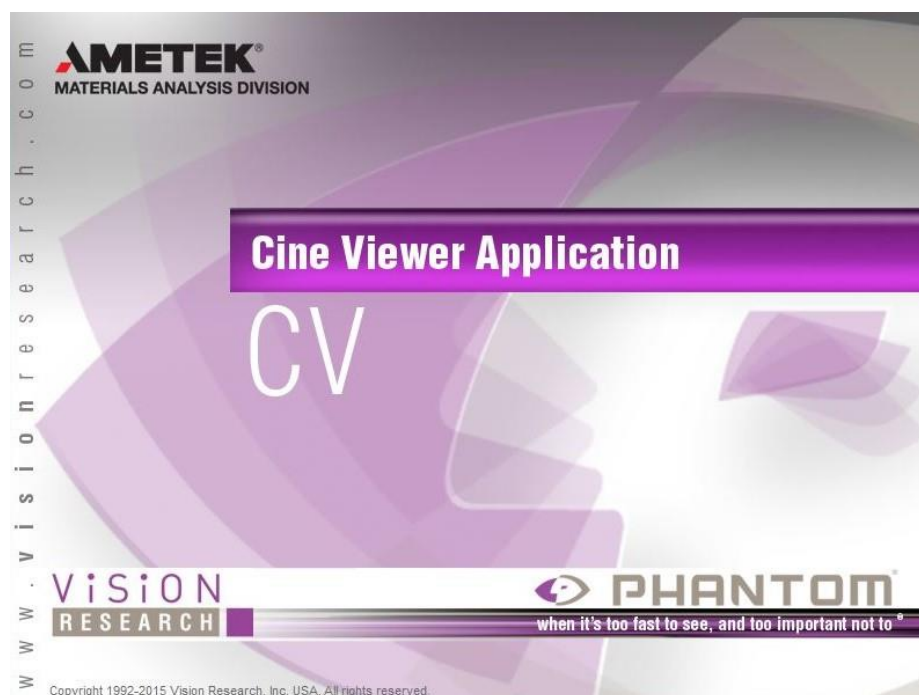 www.visionresearch.com
AMETEK®
MATERIALS ANALYSIS DIVISION
Cine Viewer Application
CV
ViSiON
RESEARCH
PHANTOM
when it's too fast to see, and too important not to ®
Copyright 1992-2015 Vision Research, Inc. USA. All rights reserved.